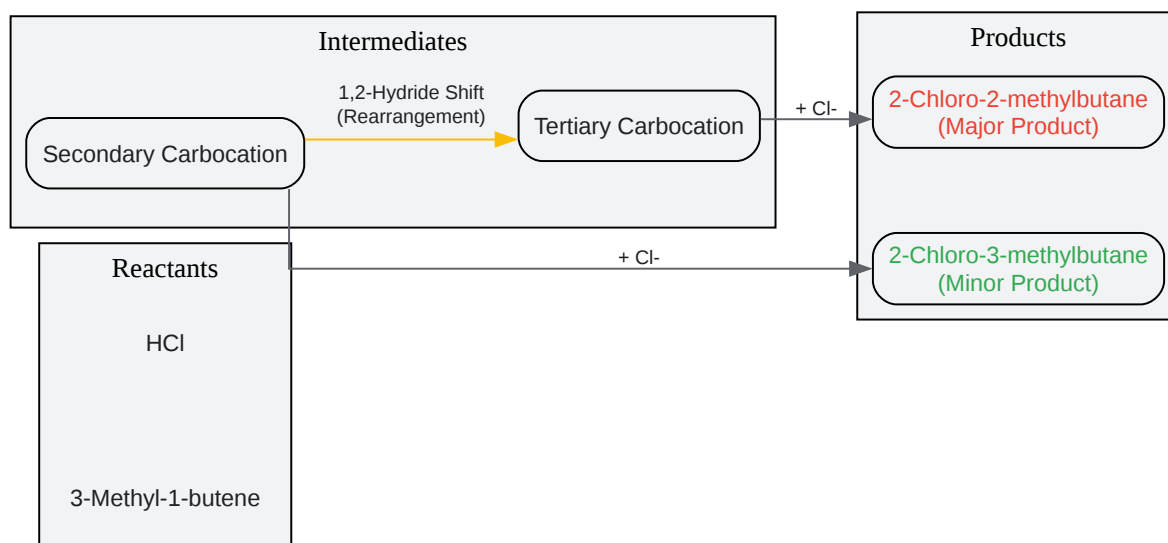 Intermediates
Products
1,2-Hydride Shift
(Rearrangement)
Secondary Carbocation
Tertiary Carbocation
+ Cl-
2-Chloro-2-methylbutane
(Major Product)
+ Cl-
2-Chloro-3-methylbutane
(Minor Product)
Reactants
HCl
3-Methyl-1-butene